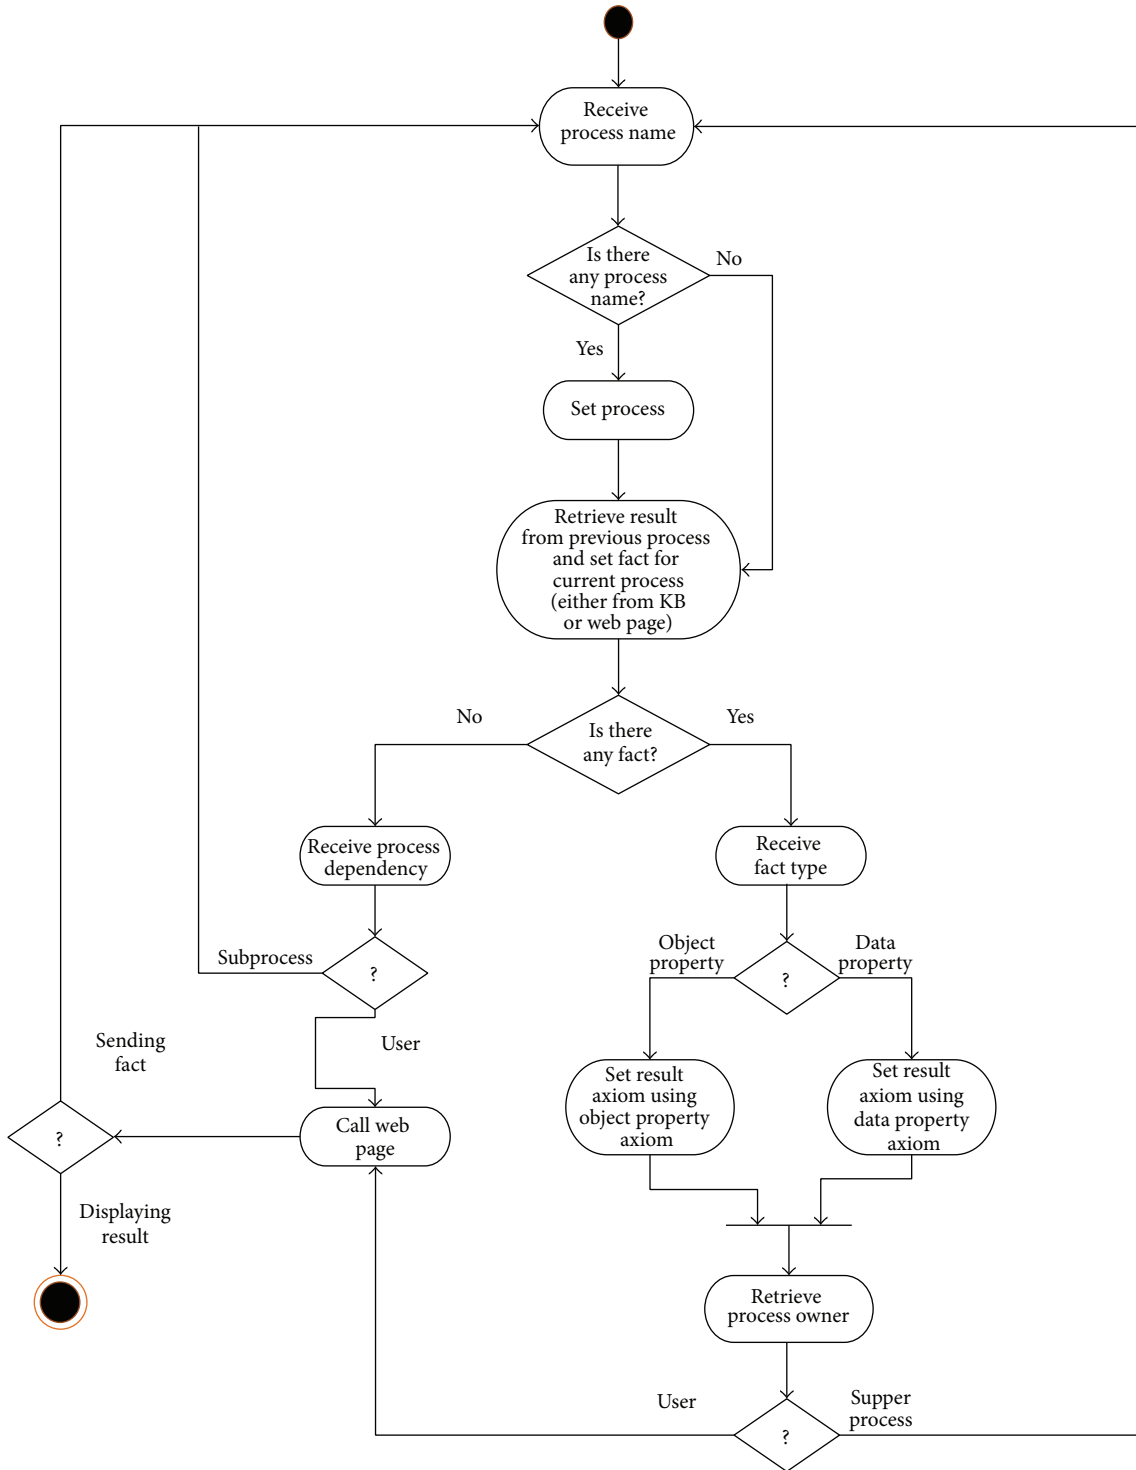 Receive
process name
Is there
any process
name?
No
Yes
Set process
Retrieve result
from previous process
and set fact for
current process
(either from KB
or web page)
No
Is there
any fact?
Yes
Receive process
dependency
Receive
fact type
Subprocess
?
Object
property
?
Data
property
User
Sending
fact
Set result
axiom using
object property
axiom
Set result
axiom using
data property
axiom
?
Call web
page
Displaying
result
Retrieve
process owner
User
?
Supper
process